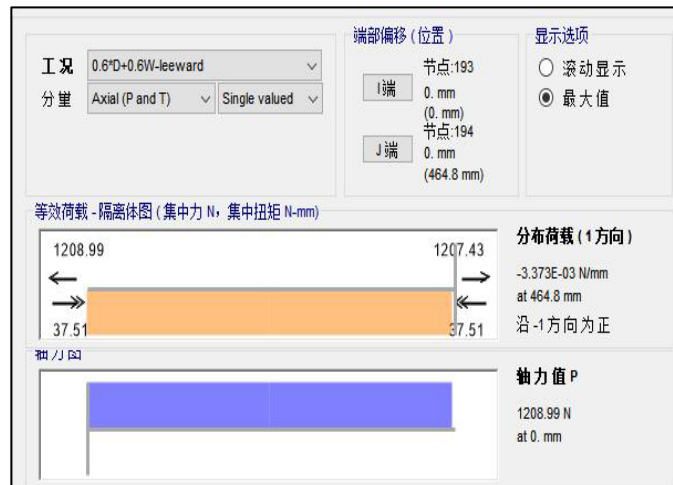 端部偏移 (位置)
显示选项
工况
0.6*D+0.6W-leeward
分量
Axial (P and T)
Single valued
I端
节点:193
0. mm
(0. mm)
J端
节点:194
0. mm
(464.8 mm)
滚动显示
最大值
等效荷载 - 隔离体图 (集中力 N，集中扭矩 N-mm)
1208.99
1207.43
37.51
37.51
分布荷载 (1方向)
-3.373E-03 N/mm
at 464.8 mm
沿 -1方向为正
轴力图
轴力值 P
1208.99 N
at 0. mm